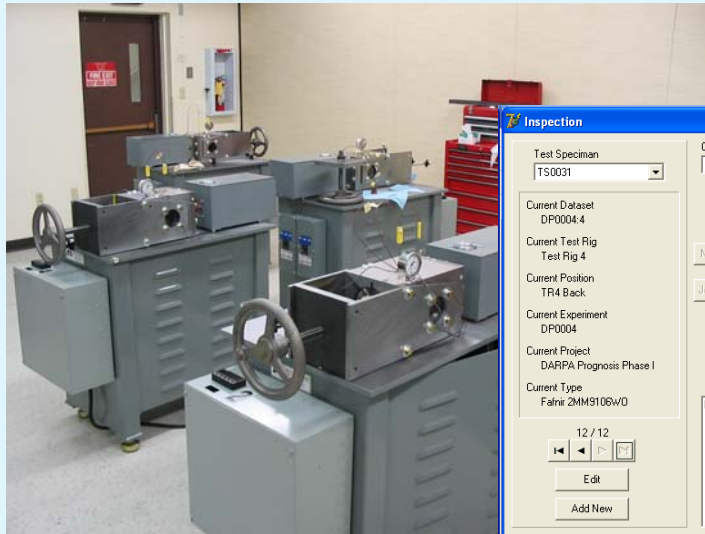 FIRE EXIT
Inspection
Test Speciman
TS0031
Current Dataset
DP0004:4
Current Test Rig
Test Rig 4
Current Position
TR4 Back
Current Experiment
DP0004
Current Project
DARPA Prognosis Phase I
Current Type
Fafnir 2MM9106WO
12 / 12
Edit
Add New